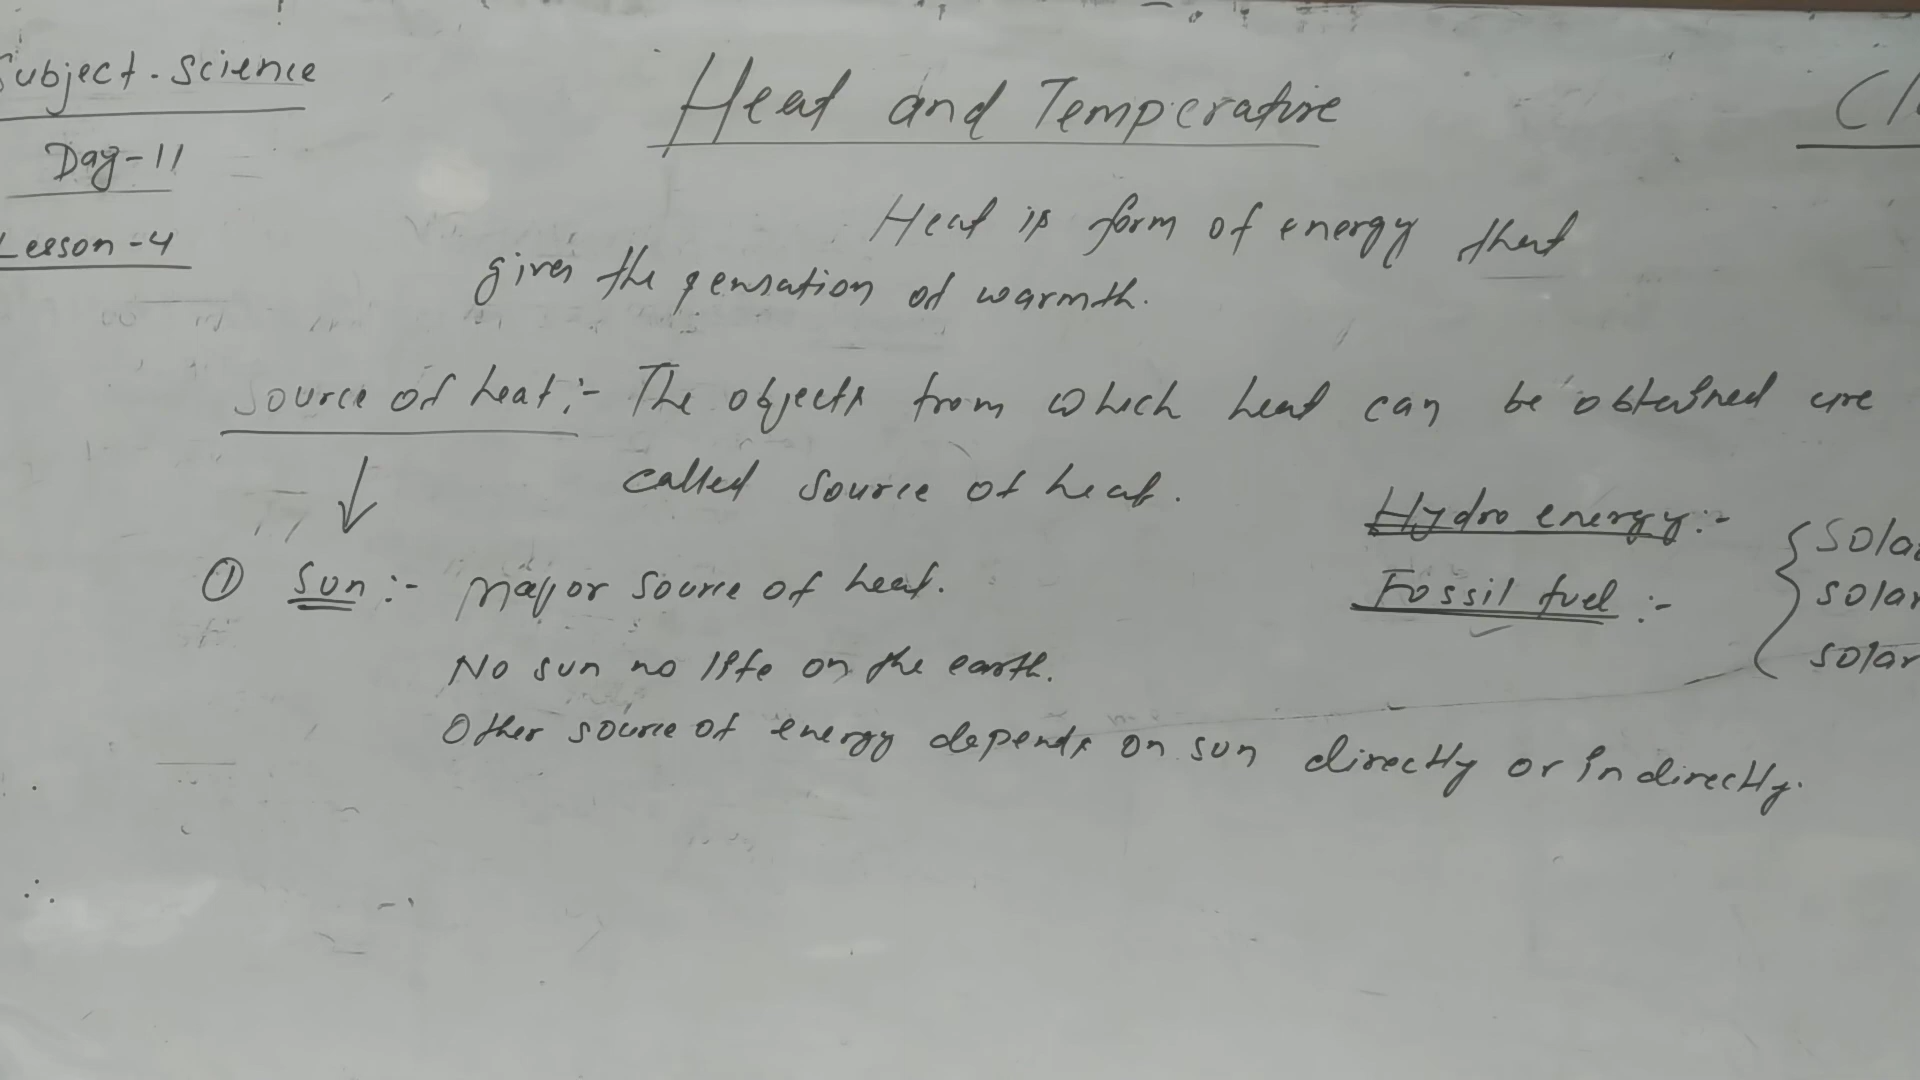 Subject - Science
Heat and Temperature
Day - 11
Lesson - 4
Heat is form of energy that
gives the sensation of warmth.
Source of heat :- The objects from which heat can be obtained are
called source of heat.
Hydro energy :-
Fossil fuel :-
① Sun :- Major source of heat.
solar
solar
No sun no life on the earth.
Other source of energy depends on sun directly or indirectly.